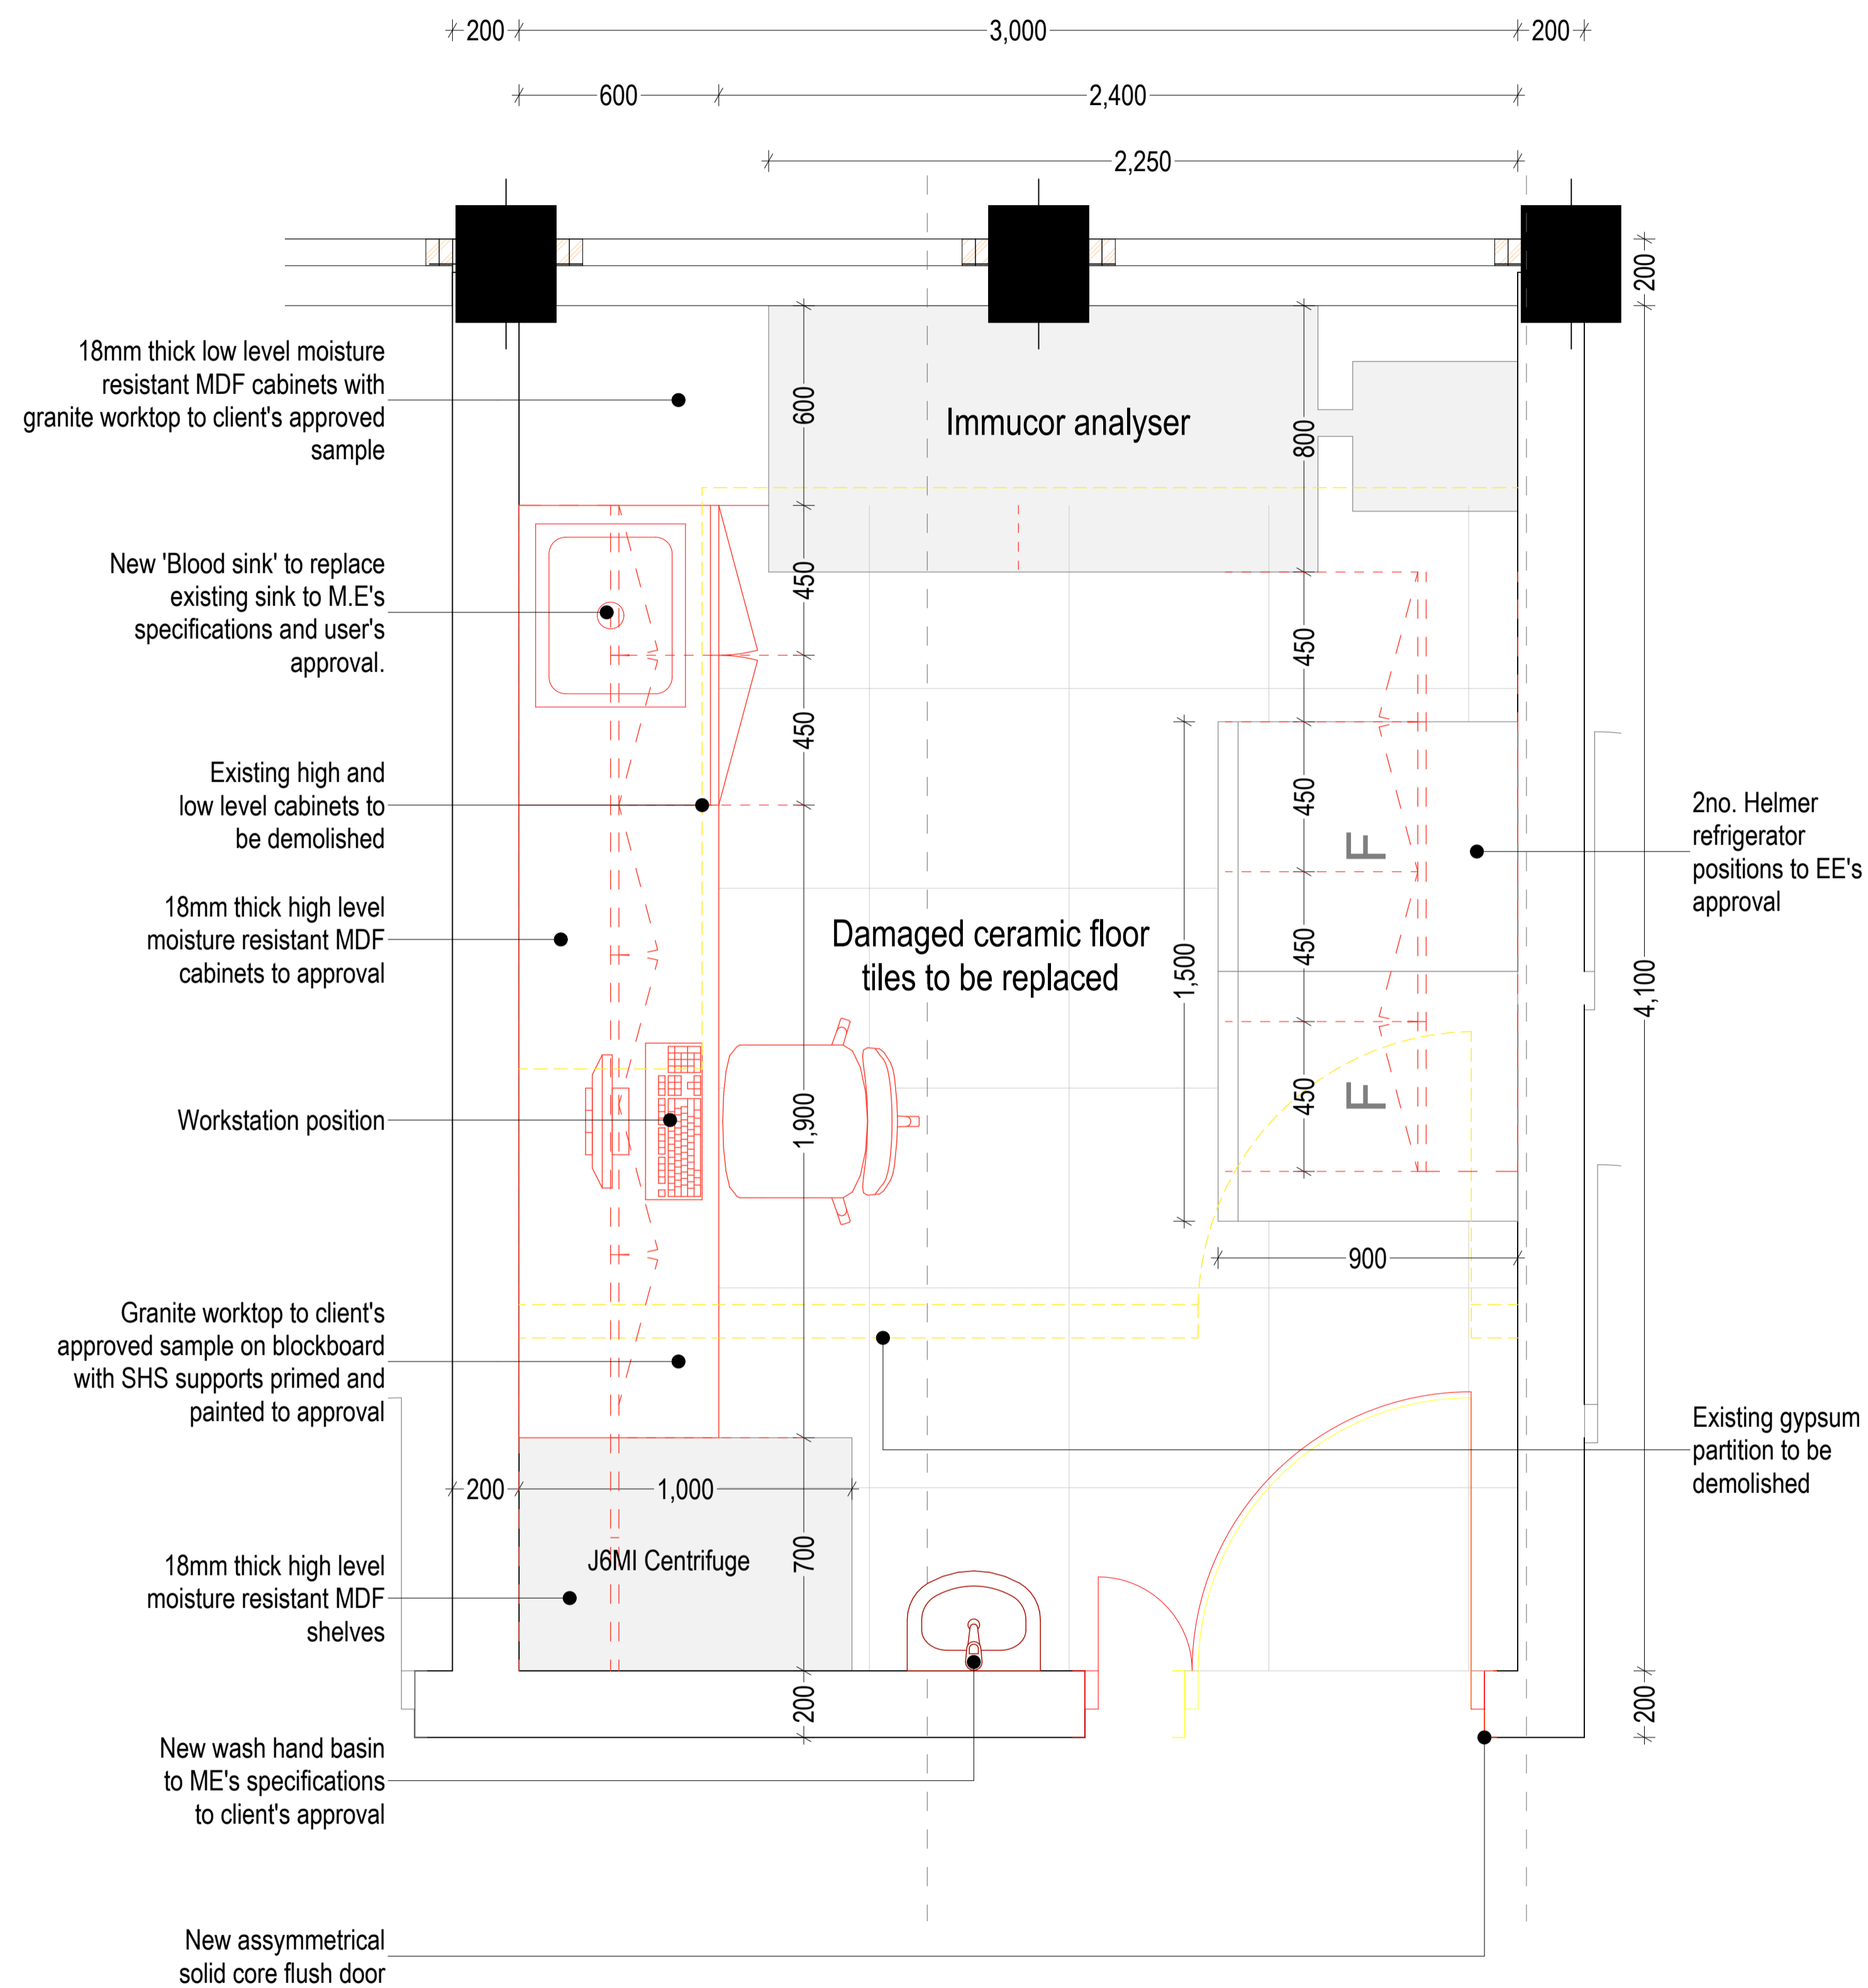 200
3,000
200
600
2,400
2,250
200
18mm thick low level moisture
resistant MDF cabinets with
granite worktop to client's approved
sample
600
Immucor analyser
800
New 'Blood sink' to replace
existing sink to M.E's
specifications and user's
approval.
450
450
450
Existing high and
low level cabinets to
be demolished
450
F
2no. Helmer
refrigerator
positions to EE's
approval
18mm thick high level
moisture resistant MDF
cabinets to approval
Damaged ceramic floor
tiles to be replaced
1,500
450
4,100
Workstation position
1,900
450
F
900
Granite worktop to client's
approved sample on blockboard
with SHS supports primed and
painted to approval
Existing gypsum
partition to be
demolished
200
1,000
700
J6MI Centrifuge
18mm thick high level
moisture resistant MDF
shelves
200
200
New wash hand basin
to ME's specifications
to client's approval
New assymmetrical
solid core flush door